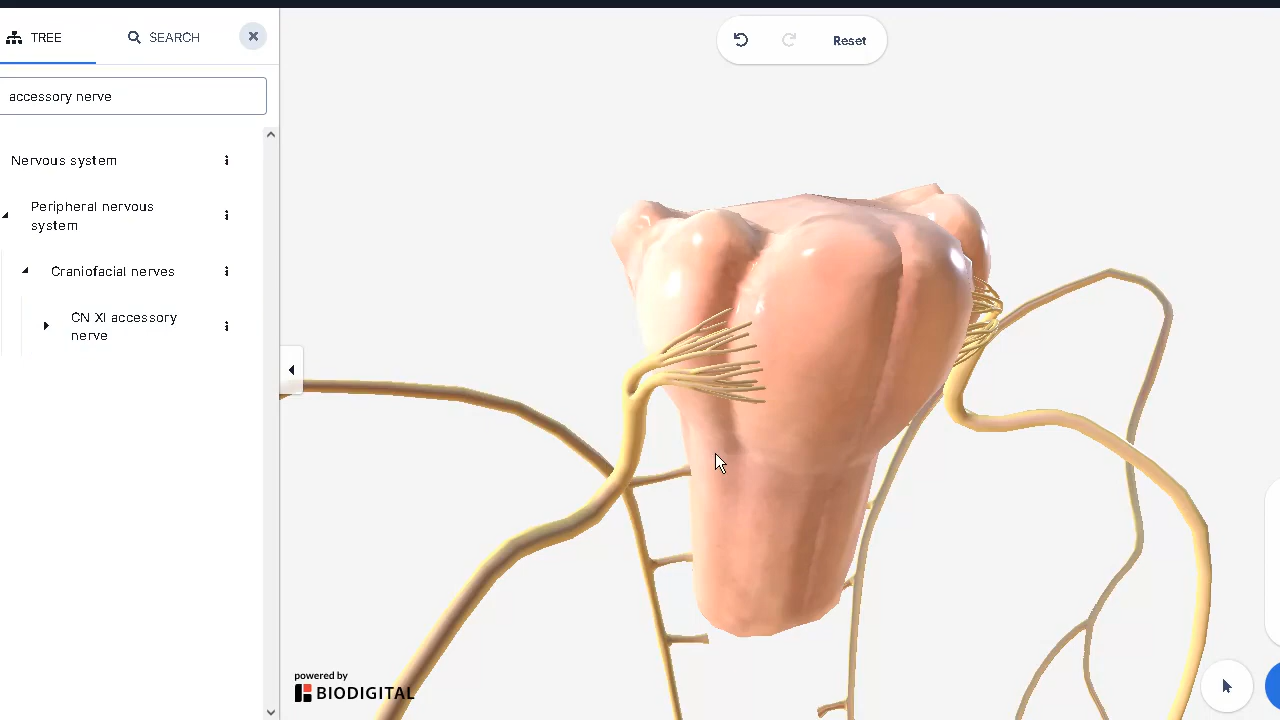 TREE
SEARCH
Reset
accessory nerve
Nervous system
Peripheral nervous
system
Craniofacial nerves
CN XI accessory
nerve
powered by
BIODIGITAL